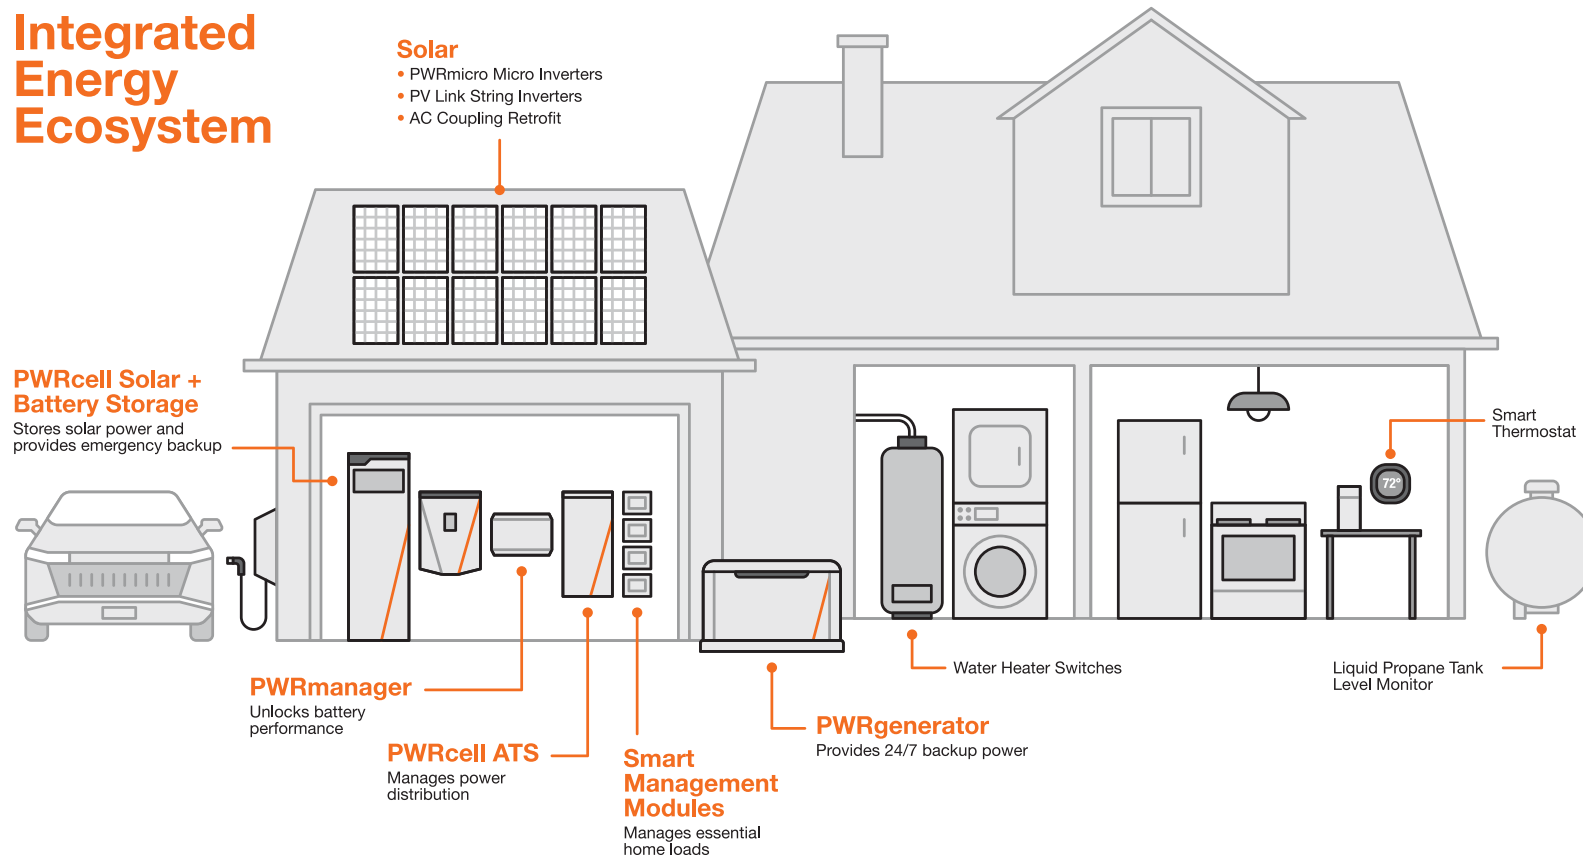 Integrated
Energy
Ecosystem
Solar
• PWRmicro Micro Inverters
• PV Link String Inverters
• AC Coupling Retrofit
PWRcell Solar +
Battery Storage
Stores solar power and
provides emergency backup
Smart
Thermostat
72°
PWRmanager
Unlocks battery
performance
PWRcell ATS
Manages power
distribution
Smart
Management
Modules
Manages essential
home loads
PWRgenerator
Provides 24/7 backup power
Water Heater Switches
Liquid Propane Tank
Level Monitor